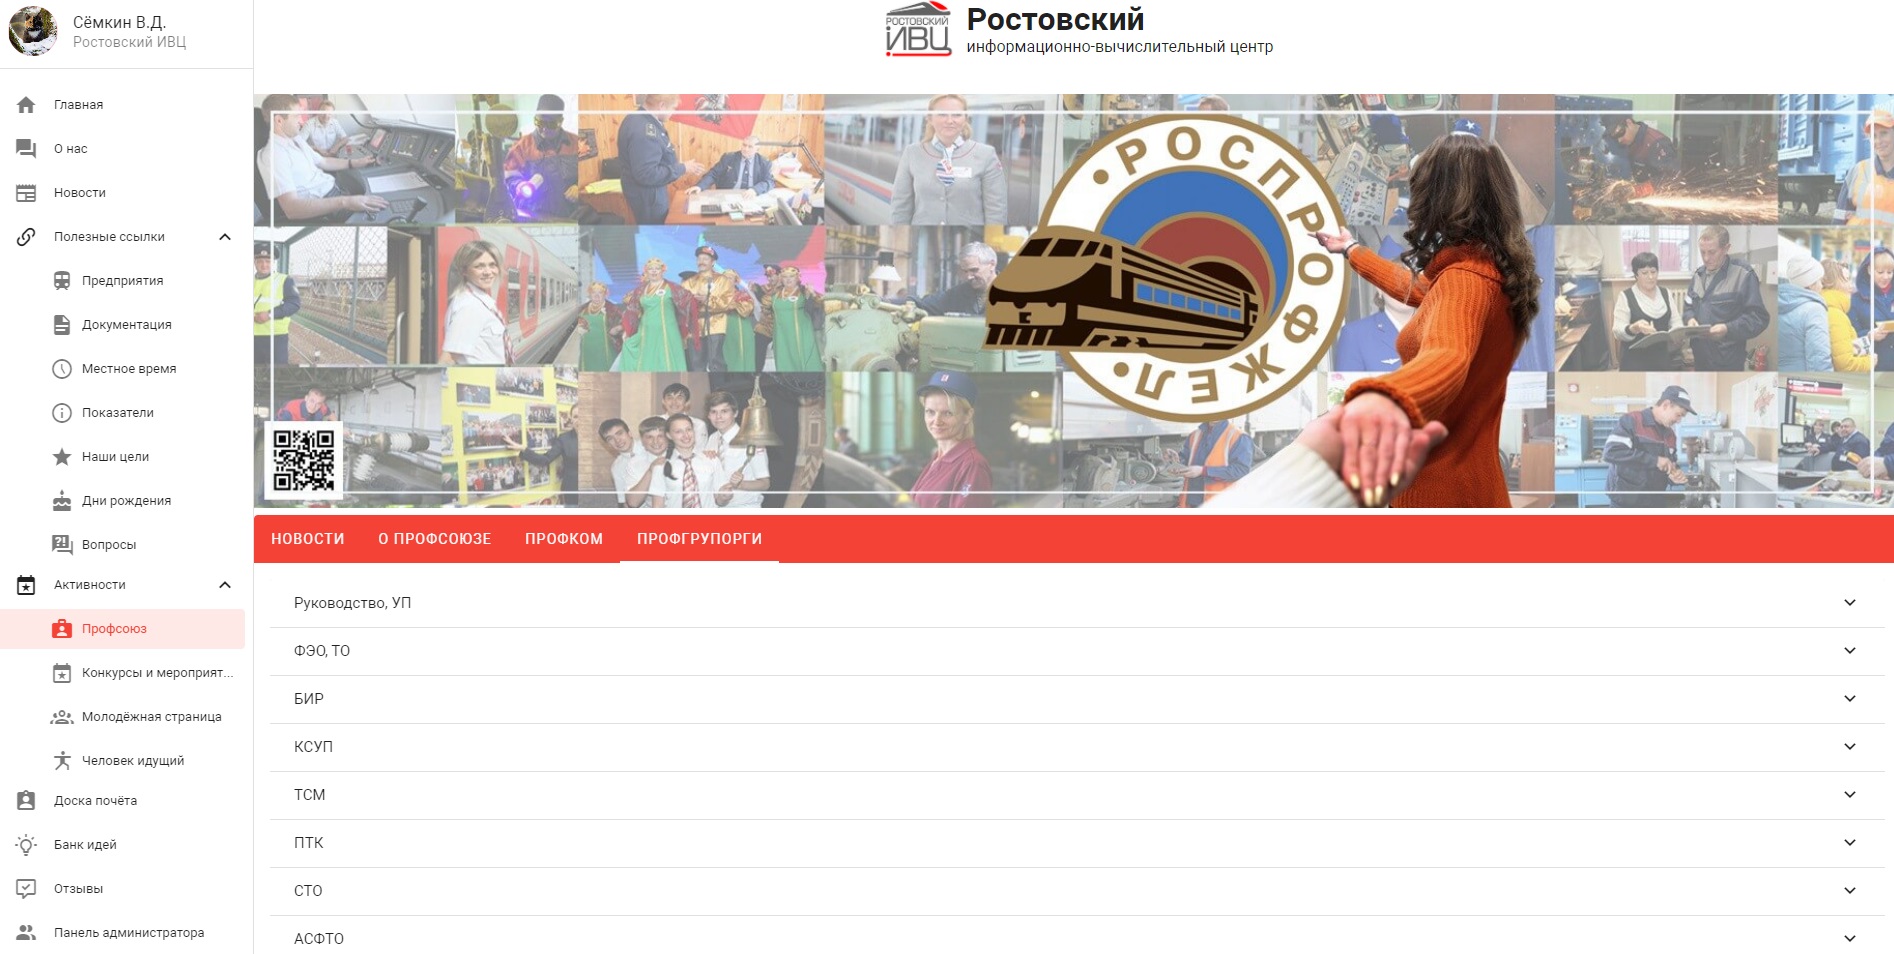 Сёмкин В.Д.
Ростовский ИВЦ
Главная
О нас
Новости
Полезные ссылки
Предприятия
Документация
Местное время
Показатели
Наши цели
Дни рождения
Вопросы
Активности
Профсоюз
Конкурсы и мероприят...
Молодёжная страница
Человек идущий
Доска почёта
Банк идей
Отзывы
Панель администратора
РОСТОВСКИЙ
ИВЦ
Ростовский
информационно-вычислительный центр
РОСПРОФЖЕЛ
НОВОСТИ
О ПРОФСОЮЗЕ
ПРОФКОМ
ПРОФГРУПОРГИ
Руководство, УП
ФЭО, ТО
БИР
КСУП
ТСМ
ПТК
СТО
АСФТО